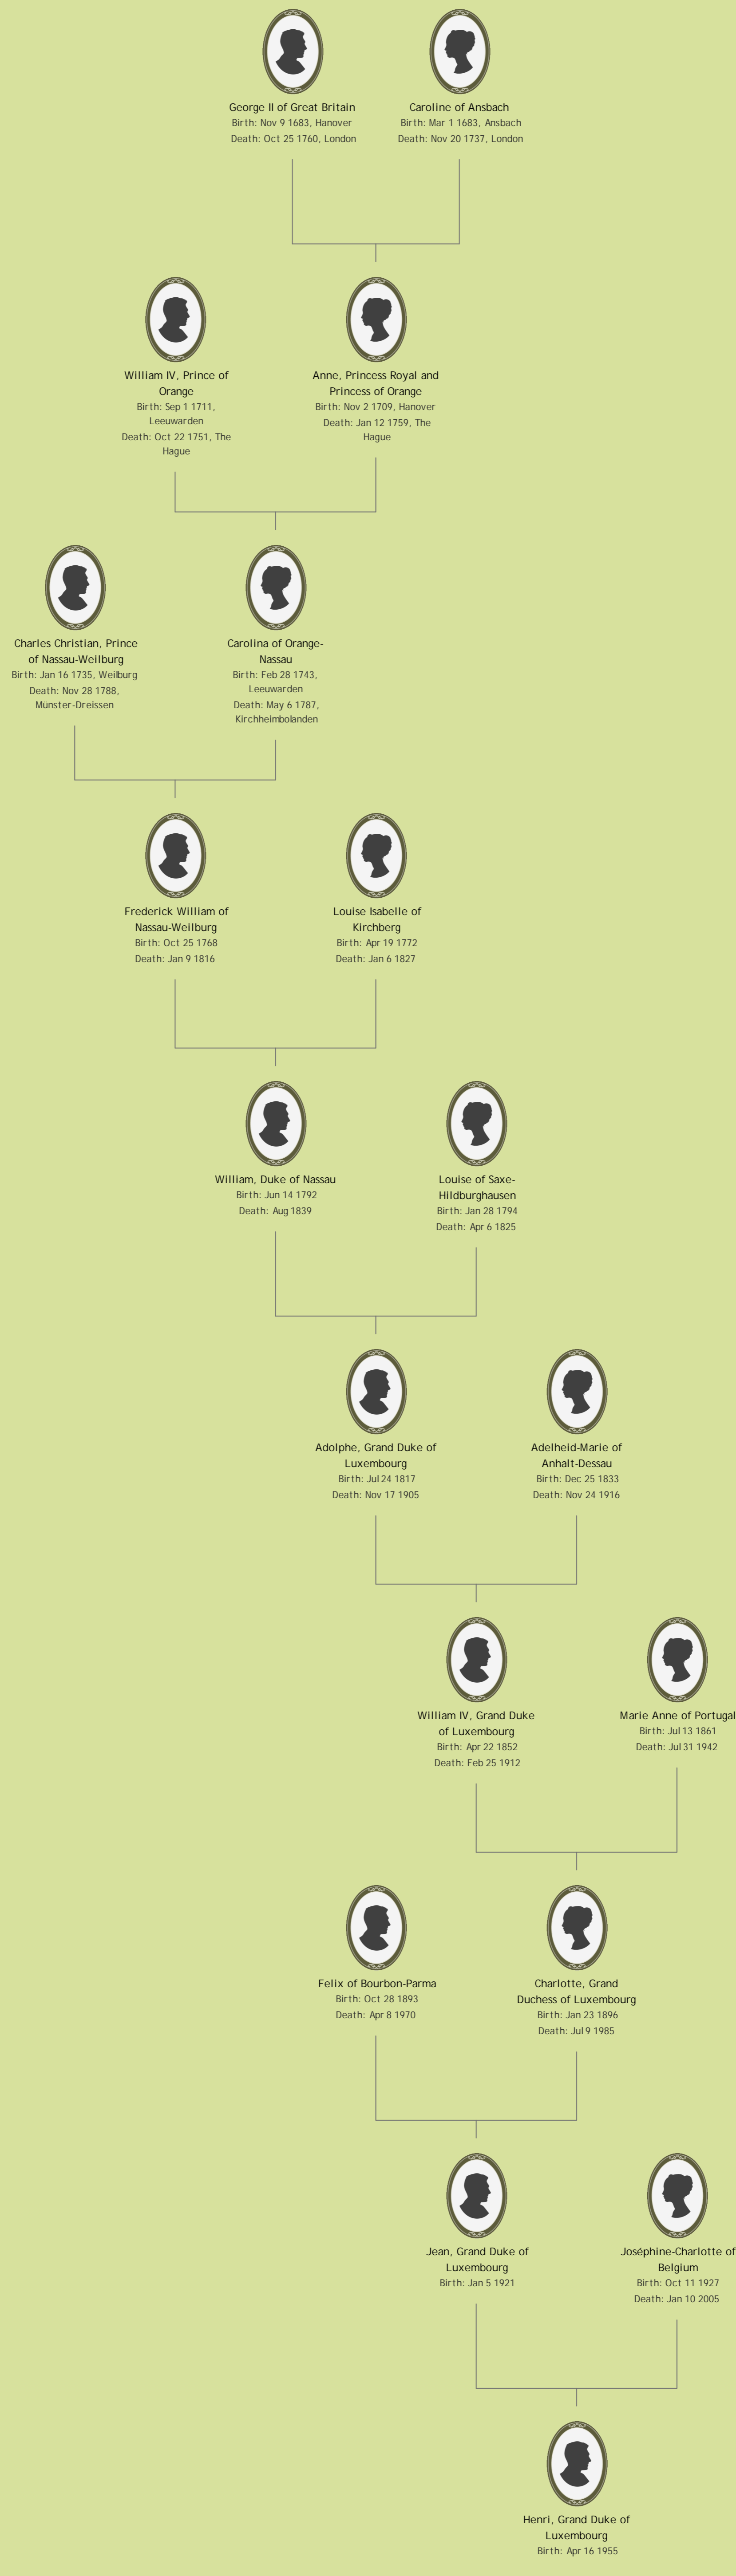 George II of Great Britain
Birth: Nov 9 1683, Hanover
Death: Oct 25 1760, London
Caroline of Ansbach
Birth: Mar 1 1683, Ansbach
Death: Nov 20 1737, London
William IV, Prince of
Orange
Birth: Sep 1 1711,
Leeuwarden
Death: Oct 22 1751, The
Hague
Anne, Princess Royal and
Princess of Orange
Birth: Nov 2 1709, Hanover
Death: Jan 12 1759, The
Hague
Charles Christian, Prince
of Nassau-Weilburg
Birth: Jan 16 1735, Weilburg
Death: Nov 28 1788,
Münster-Dreissen
Carolina of Orange-
Nassau
Birth: Feb 28 1743,
Leeuwarden
Death: May 6 1787,
Kirchheimbolanden
Frederick William of
Nassau-Weilburg
Birth: Oct 25 1768
Death: Jan 9 1816
Louise Isabelle of
Kirchberg
Birth: Apr 19 1772
Death: Jan 6 1827
William, Duke of Nassau
Birth: Jun 14 1792
Death: Aug 1839
Louise of Saxe-
Hildburghausen
Birth: Jan 28 1794
Death: Apr 6 1825
Adolphe, Grand Duke of
Luxembourg
Birth: Jul 24 1817
Death: Nov 17 1905
Adelheid-Marie of
Anhalt-Dessau
Birth: Dec 25 1833
Death: Nov 24 1916
William IV, Grand Duke
of Luxembourg
Birth: Apr 22 1852
Death: Feb 25 1912
Marie Anne of Portugal
Birth: Jul 13 1861
Death: Jul 31 1942
Felix of Bourbon-Parma
Birth: Oct 28 1893
Death: Apr 8 1970
Charlotte, Grand
Duchess of Luxembourg
Birth: Jan 23 1896
Death: Jul 9 1985
Jean, Grand Duke of
Luxembourg
Birth: Jan 5 1921
Joséphine-Charlotte of
Belgium
Birth: Oct 11 1927
Death: Jan 10 2005
Henri, Grand Duke of
Luxembourg
Birth: Apr 16 1955